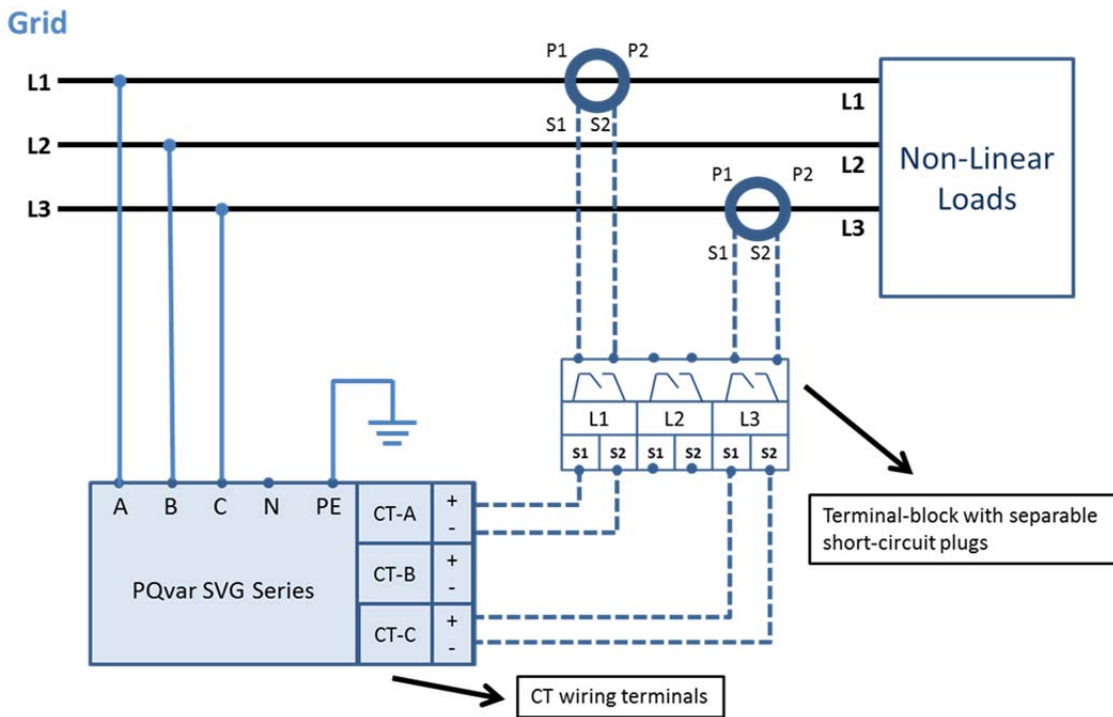 Grid
P1 P2
L1 L1
S1 S2
L2 L2
Non-Linear
Loads
P1 P2
L3 L3
S1 S2
L1 L2 L3
S1 S2 S1 S2 S1 S2
A B C N PE
CT-A + -
CT-B + -
CT-C + -
PQvar SVG Series
Terminal-block with separable
short-circuit plugs
CT wiring terminals